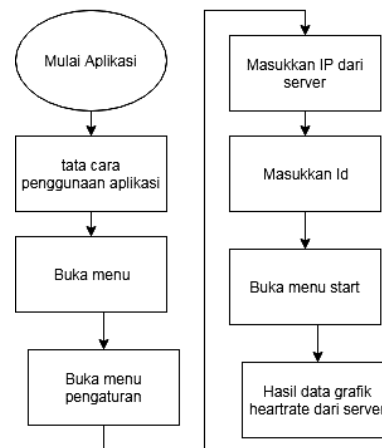 Mulai Aplikasi
tata cara
penggunaan aplikasi
Buka menu
Buka menu
pengaturan
Masukkan IP dari
server
Masukkan Id
Buka menu start
Hasil data grafik
heartrate dari server